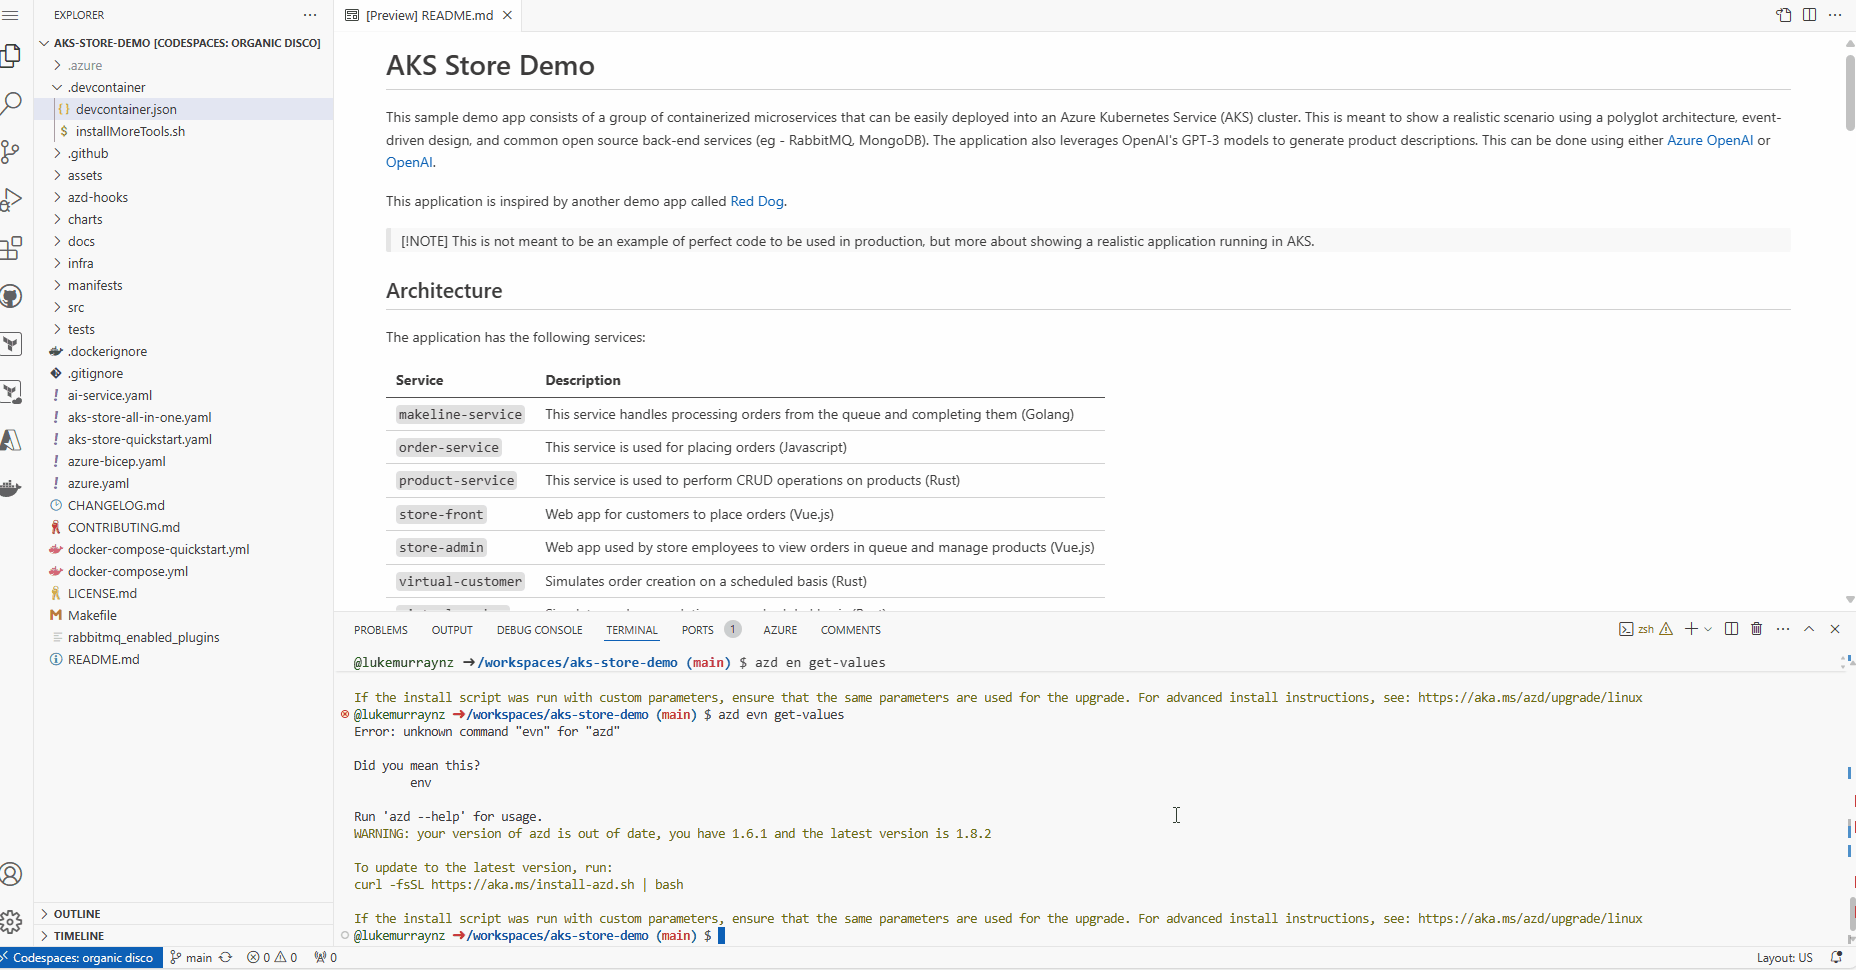 EXPLORER
AKS-STORE-DEMO [CODESPACES: ORGANIC DISCO]
.azure
.devcontainer
{ } devcontainer.json
$ installMoreTools.sh
.github
assets
azd-hooks
charts
docs
infra
manifests
src
tests
.dockerignore
.gitignore
! ai-service.yaml
! aks-store-all-in-one.yaml
! aks-store-quickstart.yaml
! azure-bicep.yaml
! azure.yaml
CHANGELOG.md
CONTRIBUTING.md
docker-compose-quickstart.yml
docker-compose.yml
LICENSE.md
Makefile
rabbitmq_enabled_plugins
README.md
OUTLINE
TIMELINE
[Preview] README.md
AKS Store Demo
This sample demo app consists of a group of containerized microservices that can be easily deployed into an Azure Kubernetes Service (AKS) cluster. This is meant to show a realistic scenario using a polyglot architecture, event-
driven design, and common open source back-end services (eg - RabbitMQ, MongoDB). The application also leverages OpenAI's GPT-3 models to generate product descriptions. This can be done using either Azure OpenAI or
OpenAI.
This application is inspired by another demo app called Red Dog.
[!NOTE] This is not meant to be an example of perfect code to be used in production, but more about showing a realistic application running in AKS.
Architecture
The application has the following services:
Service Description
makeline-service This service handles processing orders from the queue and completing them (Golang)
order-service This service is used for placing orders (Javascript)
product-service This service is used to perform CRUD operations on products (Rust)
store-front Web app for customers to place orders (Vue.js)
store-admin Web app used by store employees to view orders in queue and manage products (Vue.js)
virtual-customer Simulates order creation on a scheduled basis (Rust)
PROBLEMS OUTPUT DEBUG CONSOLE TERMINAL PORTS 1 AZURE COMMENTS
zsh
@lukemurraynz ➜/workspaces/aks-store-demo (main) $ azd en get-values
If the install script was run with custom parameters, ensure that the same parameters are used for the upgrade. For advanced install instructions, see: https://aka.ms/azd/upgrade/linux
@lukemurraynz ➜/workspaces/aks-store-demo (main) $ azd evn get-values
Error: unknown command "evn" for "azd"
Did you mean this?
env
Run 'azd --help' for usage.
WARNING: your version of azd is out of date, you have 1.6.1 and the latest version is 1.8.2
To update to the latest version, run:
curl -fsSL https://aka.ms/install-azd.sh | bash
If the install script was run with custom parameters, ensure that the same parameters are used for the upgrade. For advanced install instructions, see: https://aka.ms/azd/upgrade/linux
@lukemurraynz ➜/workspaces/aks-store-demo (main) $
Codespaces: organic disco main 0 0 0 Layout: US